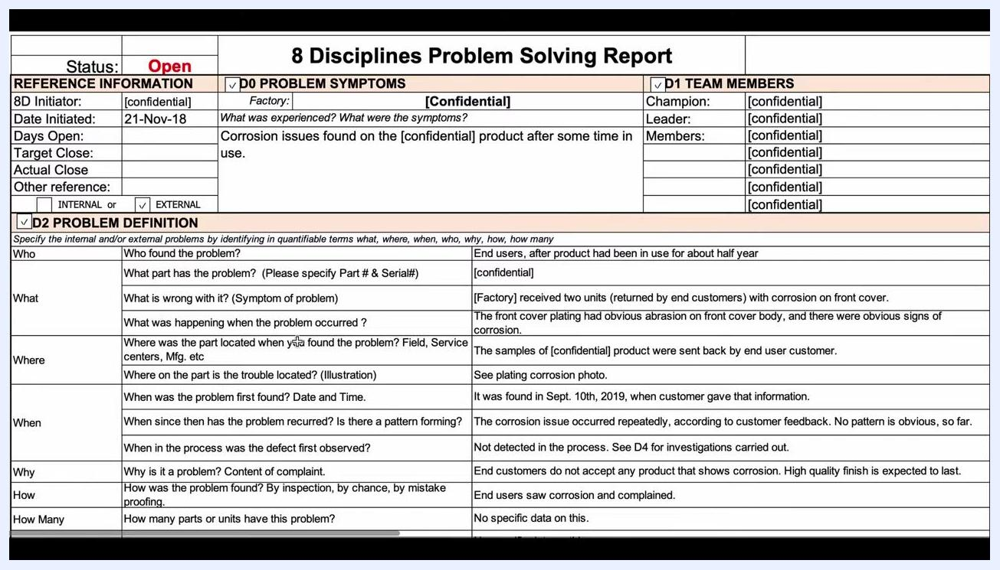 8 Disciplines Problem Solving Report
Status: Open
REFERENCE INFORMATION
8D Initiator: [confidential]
Date Initiated: 21-Nov-18
Days Open:
Target Close:
Actual Close
Other reference:
INTERNAL or ✓ EXTERNAL
✓ D0 PROBLEM SYMPTOMS
Factory: [Confidential]
What was experienced? What were the symptoms?
Corrosion issues found on the [confidential] product after some time in
use.
✓ D1 TEAM MEMBERS
Champion: [confidential]
Leader: [confidential]
Members: [confidential]
[confidential]
[confidential]
[confidential]
[confidential]
✓ D2 PROBLEM DEFINITION
Specify the internal and/or external problems by identifying in quantifiable terms what, where, when, who, why, how, how many
Who Who found the problem? End users, after product had been in use for about half year
What
What part has the problem? (Please specify Part # & Serial#) [confidential]
What is wrong with it? (Symptom of problem) [Factory] received two units (returned by end customers) with corrosion on front cover.
What was happening when the problem occurred ? The front cover plating had obvious abrasion on front cover body, and there were obvious signs of
corrosion.
Where
Where was the part located when you found the problem? Field, Service
centers, Mfg. etc
The samples of [confidential] product were sent back by end user customer.
Where on the part is the trouble located? (Illustration) See plating corrosion photo.
When
When was the problem first found? Date and Time. It was found in Sept. 10th, 2019, when customer gave that information.
When since then has the problem recurred? Is there a pattern forming? The corrosion issue occurred repeatedly, according to customer feedback. No pattern is obvious, so far.
When in the process was the defect first observed? Not detected in the process. See D4 for investigations carried out.
Why Why is it a problem? Content of complaint. End customers do not accept any product that shows corrosion. High quality finish is expected to last.
How
How was the problem found? By inspection, by chance, by mistake
proofing.
End users saw corrosion and complained.
How Many How many parts or units have this problem? No specific data on this.